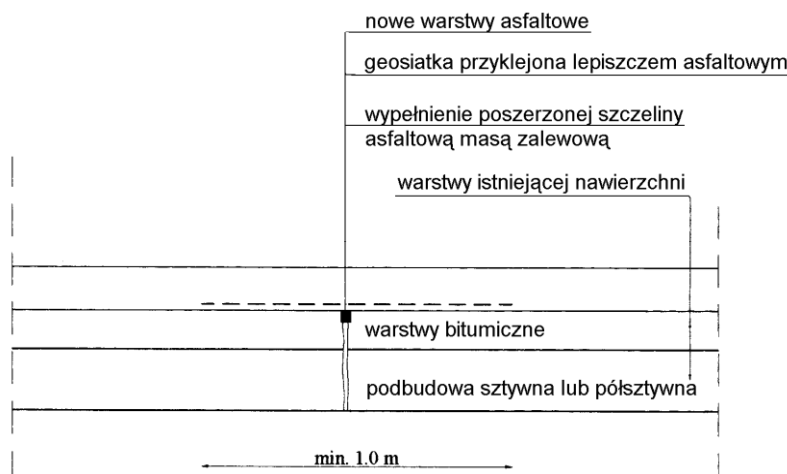 nowe warstwy asfaltowe
geosiatka przyklejona lepiszczem asfaltowym
wypełnienie poszerzonej szczeliny
asfaltową masą zalewową
warstwy istniejącej nawierzchni
warstwy bitumiczne
podbudowa sztywna lub półsztywna
min. 1.0 m